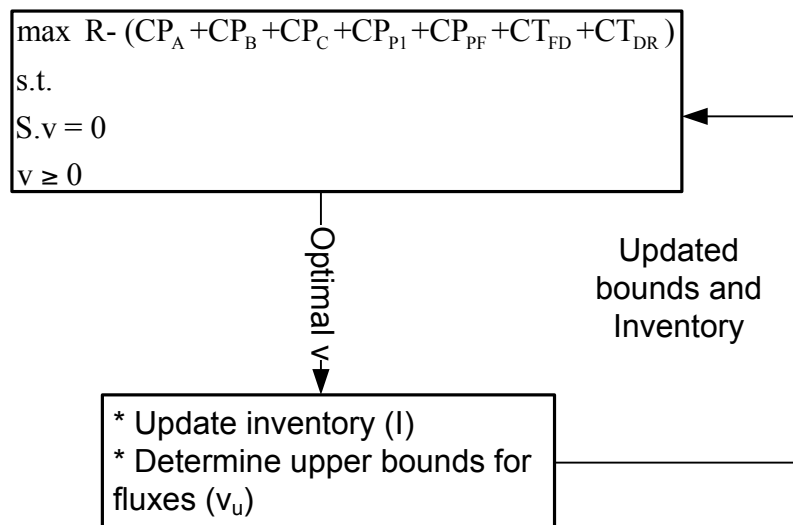 max R- (CP_A +CP_B +CP_C +CP_P1 +CP_PF +CT_FD +CT_DR )
s.t.
S.v = 0
v ≥ 0
Optimal v
Updated
bounds and
Inventory
* Update inventory (I)
* Determine upper bounds for
fluxes (v_u)